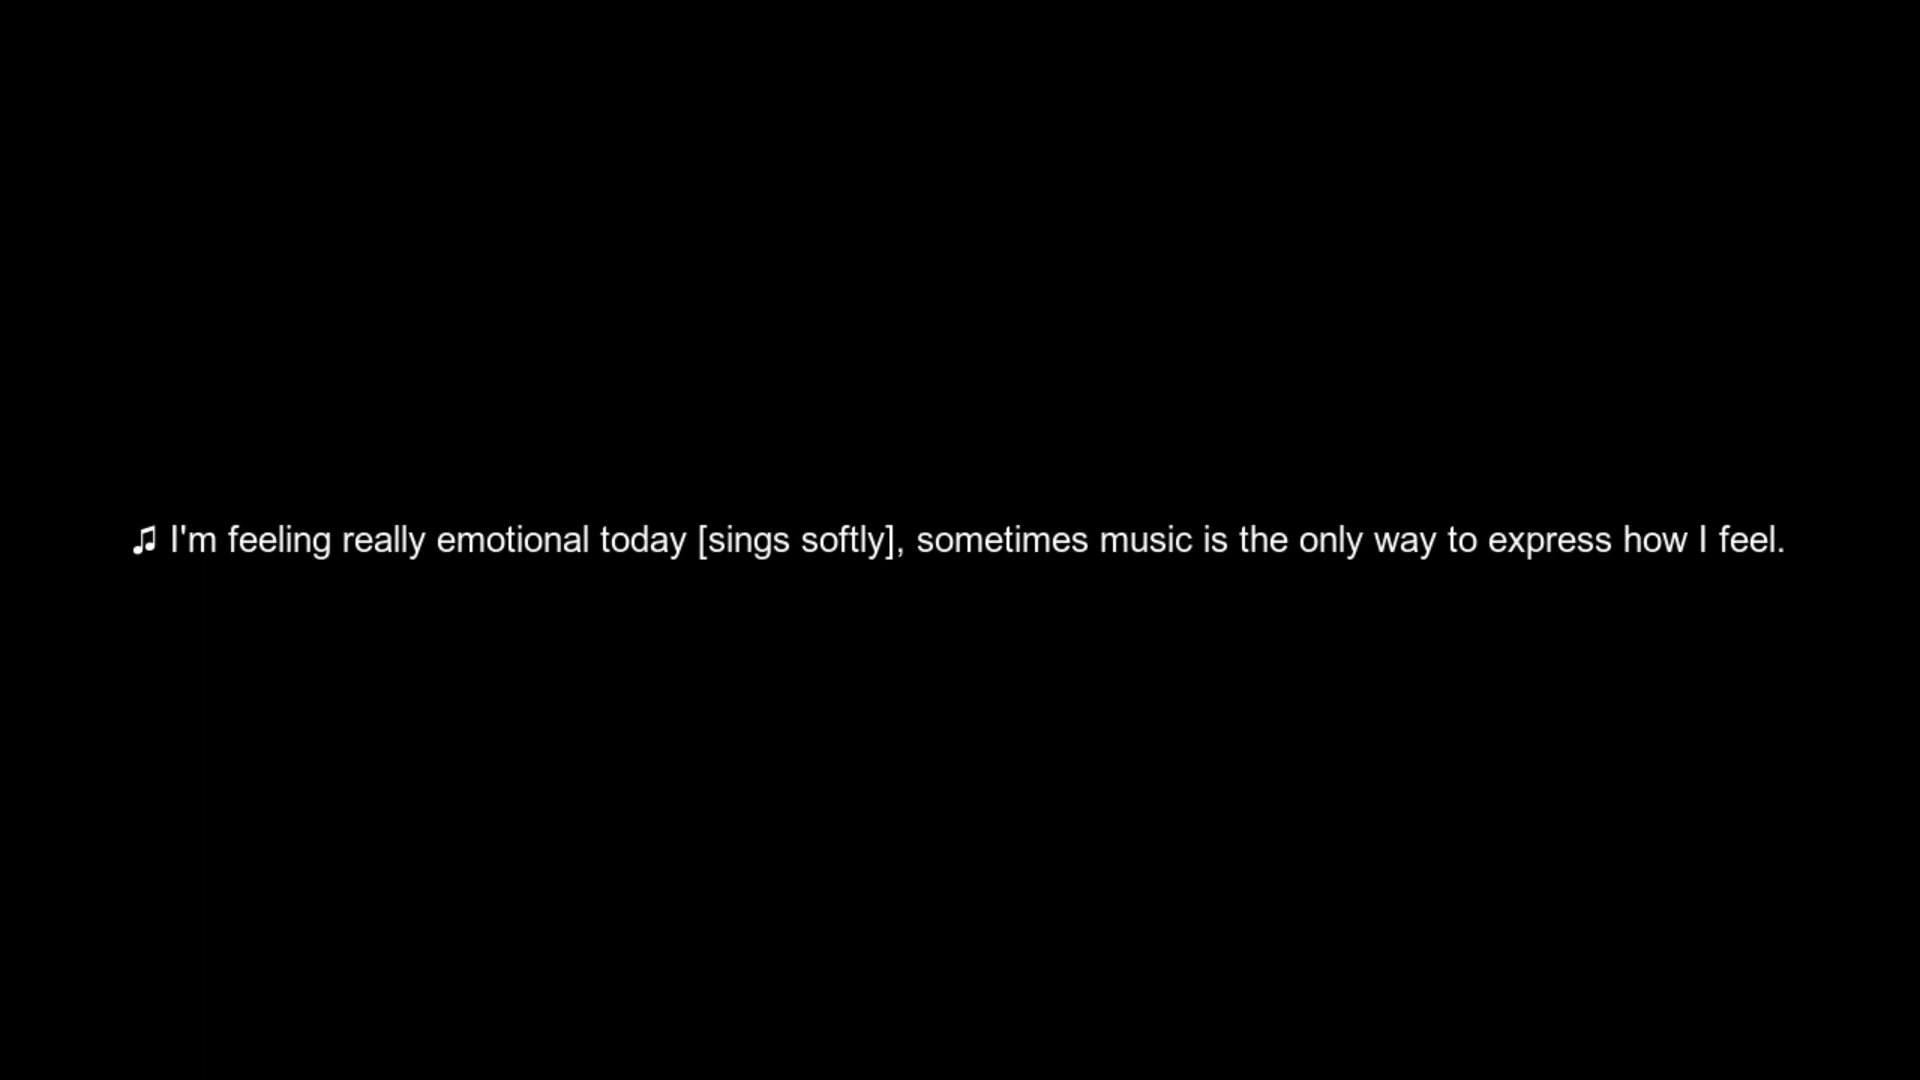 ♫ I'm feeling really emotional today [sings softly], sometimes music is the only way to express how I feel.